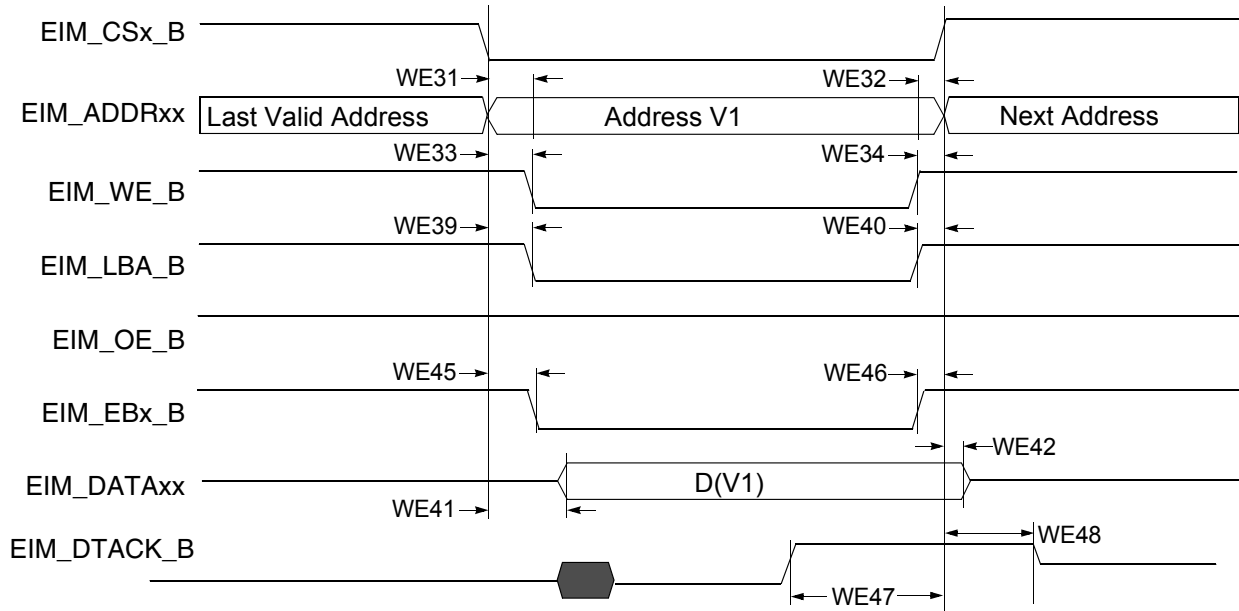 EIM_CSx_B
WE31
WE32
EIM_ADDRxx
Last Valid Address
Address V1
Next Address
WE33
WE34
EIM_WE_B
WE39
WE40
EIM_LBA_B
EIM_OE_B
WE45
WE46
EIM_EBx_B
WE42
EIM_DATAxx
D(V1)
WE41
EIM_DTACK_B
WE48
WE47